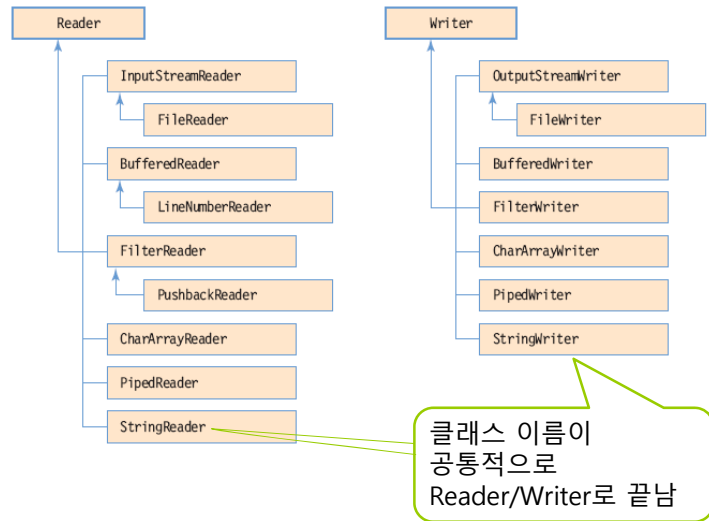 Reader
InputStreamReader
FileReader
BufferedReader
LineNumberReader
FilterReader
PushbackReader
CharArrayReader
PipedReader
StringReader
Writer
OutputStreamWriter
FileWriter
BufferedWriter
FilterWriter
CharArrayWriter
PipedWriter
StringWriter
클래스 이름이
공통적으로
Reader/Writer로 끝남